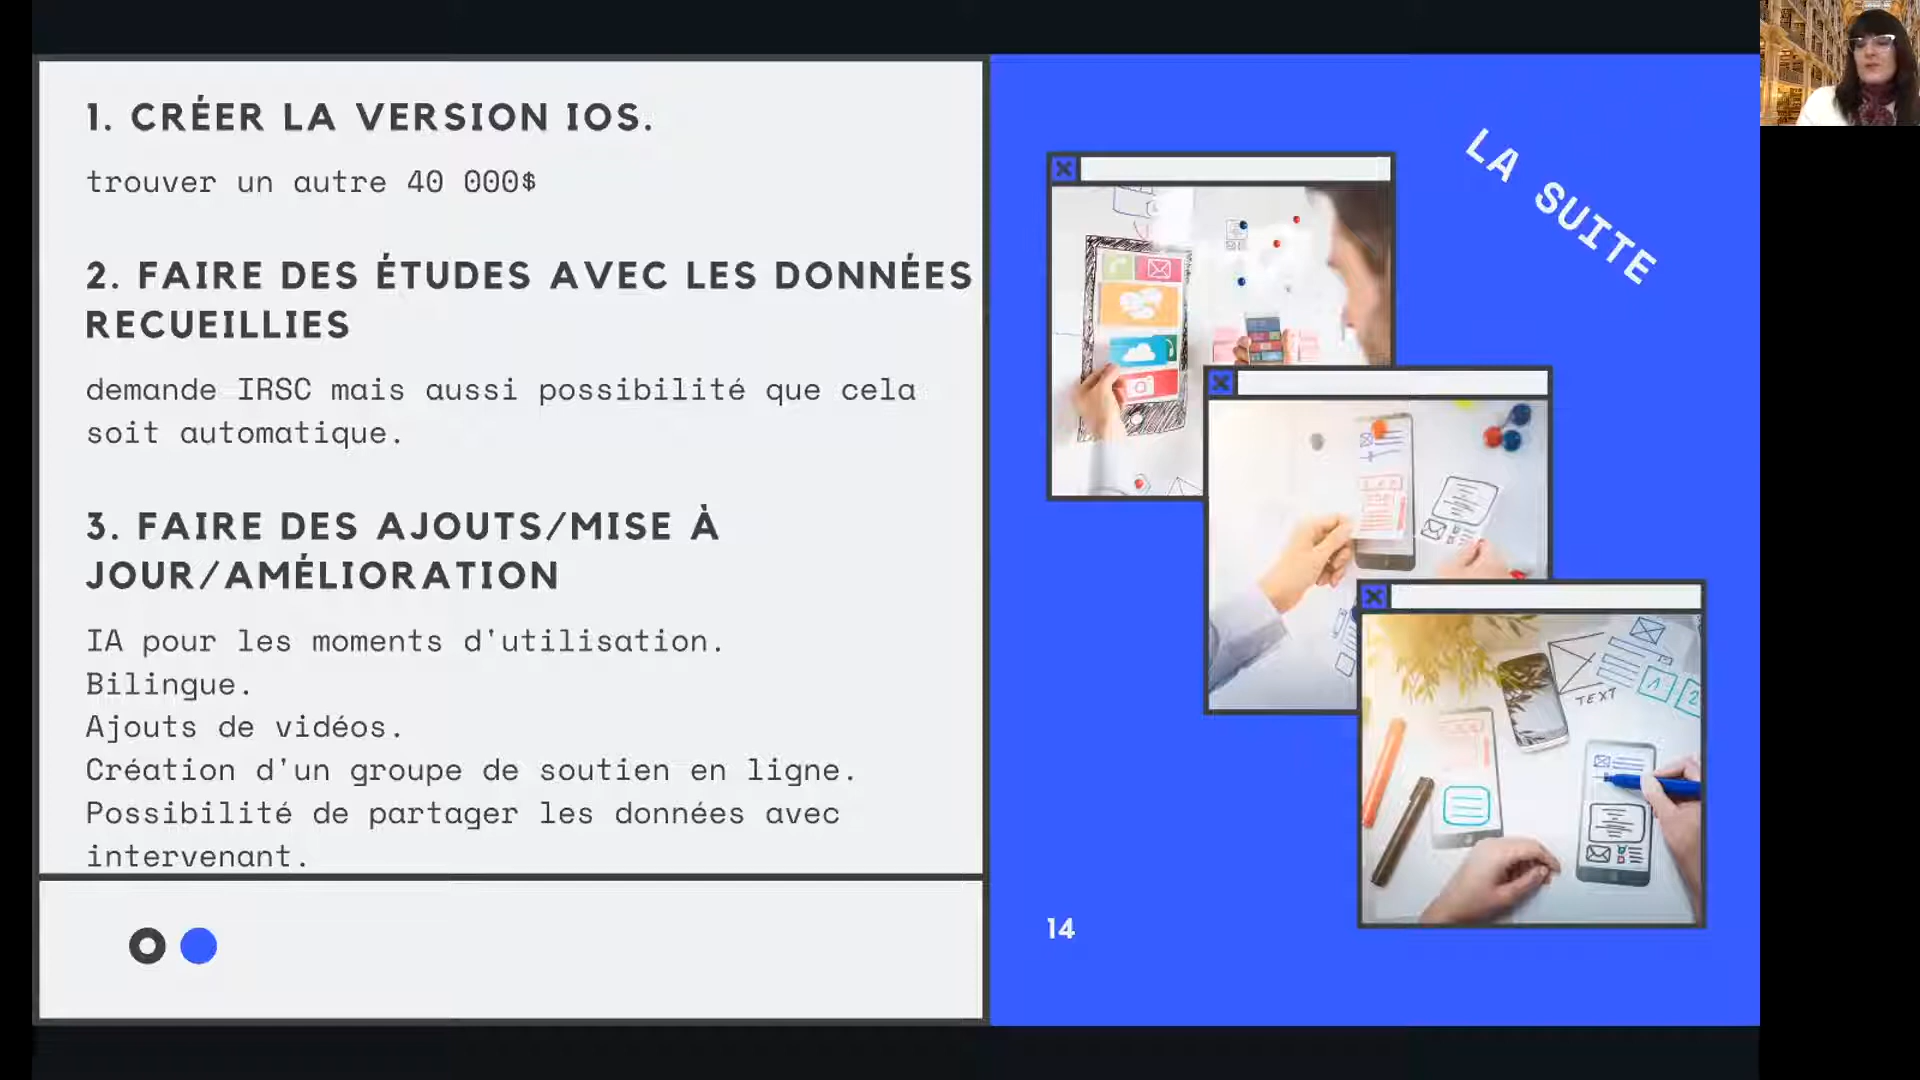 1. CRÉER LA VERSION IOS.
trouver un autre 40 000$
2. FAIRE DES ÉTUDES AVEC LES DONNÉES
RECUEILLIES
demande IRSC mais aussi possibilité que cela
soit automatique.
3. FAIRE DES AJOUTS/MISE À
JOUR/AMÉLIORATION
IA pour les moments d'utilisation.
Bilingue.
Ajouts de vidéos.
Création d'un groupe de soutien en ligne.
Possibilité de partager les données avec
intervenant.
LA SUITE
TEXT
1 2
14